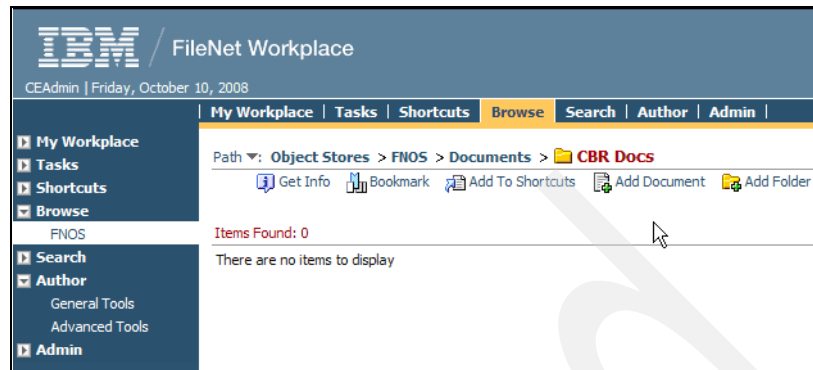 IBM / FileNet Workplace
CEAdmin | Friday, October 10, 2008
| My Workplace | Tasks | Shortcuts Browse Search | Author | Admin |
My Workplace
Tasks
Shortcuts
Browse
FNOS
Search
Author
General Tools
Advanced Tools
Admin
Path : Object Stores > FNOS > Documents > CBR Docs
Get Info Bookmark Add To Shortcuts Add Document Add Folder
Items Found: 0
There are no items to display